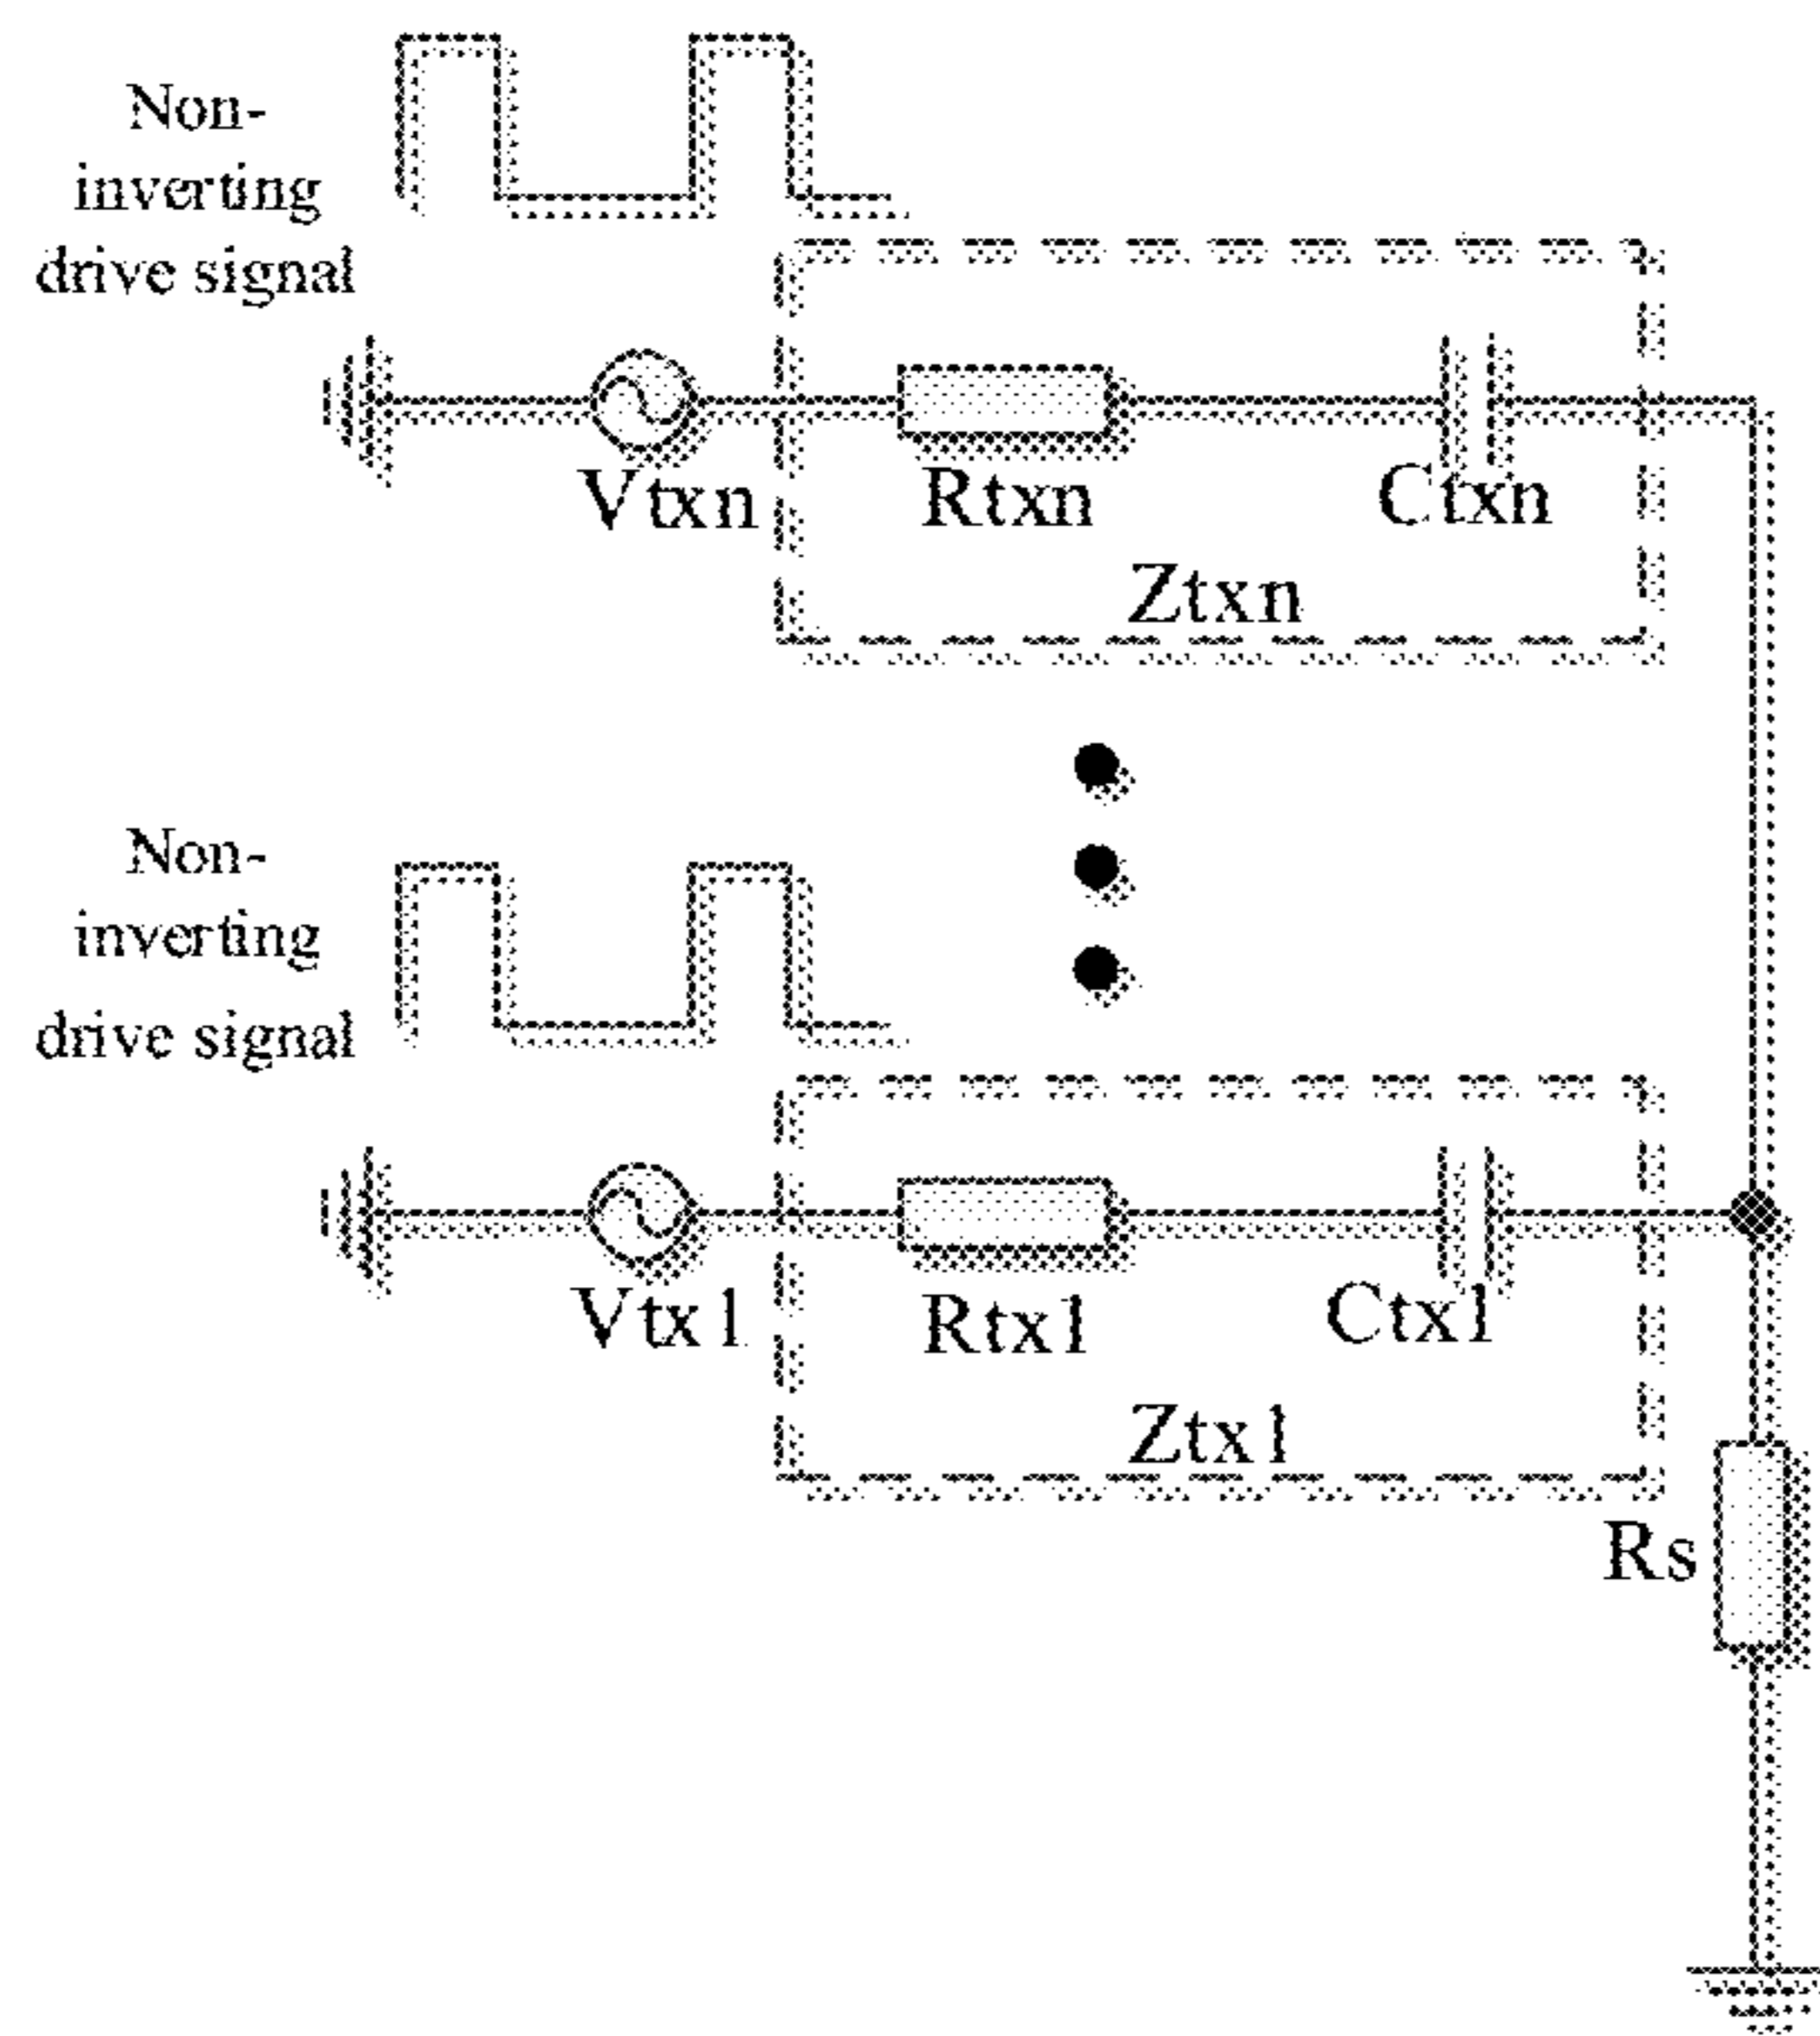 Non-
inverting
drive signal
Vtxn
Rtxn
Ctxn
Ztxn
Non-
inverting
drive signal
Vtx1
Rtx1
Ctx1
Ztx1
Rs